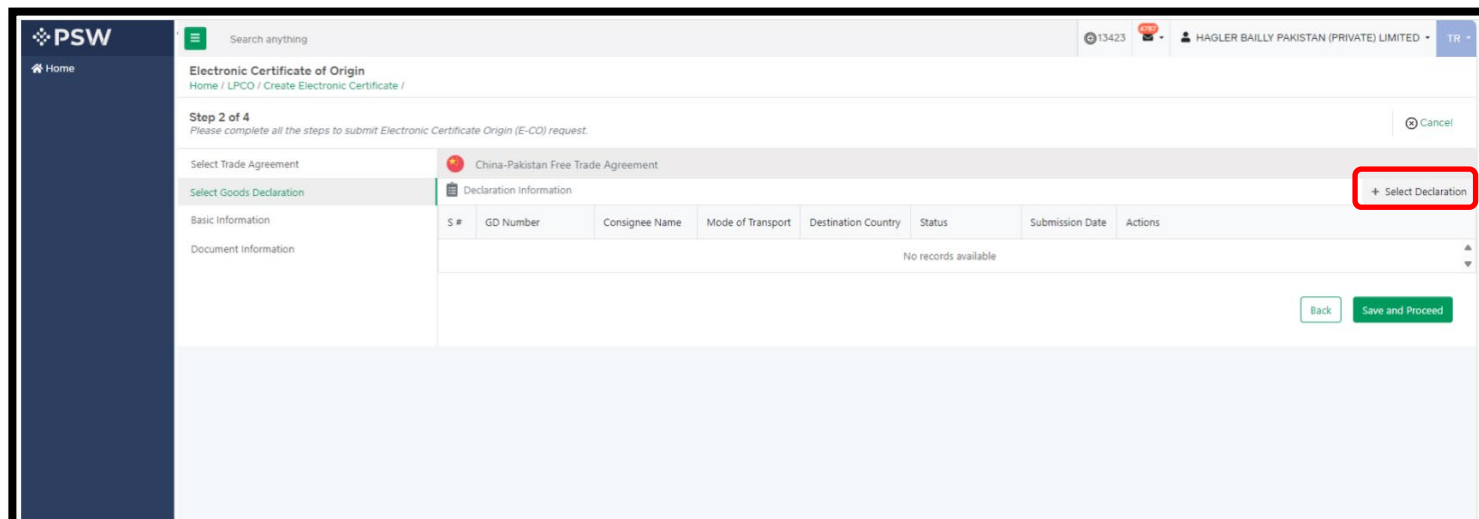 PSW
Search anything
13423
4757
HAGLER BAILLY PAKISTAN (PRIVATE) LIMITED
TR
Home
Electronic Certificate of Origin
Home / LPCO / Create Electronic Certificate /
Step 2 of 4
Please complete all the steps to submit Electronic Certificate Origin (E-CO) request.
Cancel
Select Trade Agreement
China-Pakistan Free Trade Agreement
Select Goods Declaration
Declaration Information
+ Select Declaration
Basic Information
S # GD Number Consignee Name Mode of Transport Destination Country Status Submission Date Actions
Document Information
No records available
Back
Save and Proceed